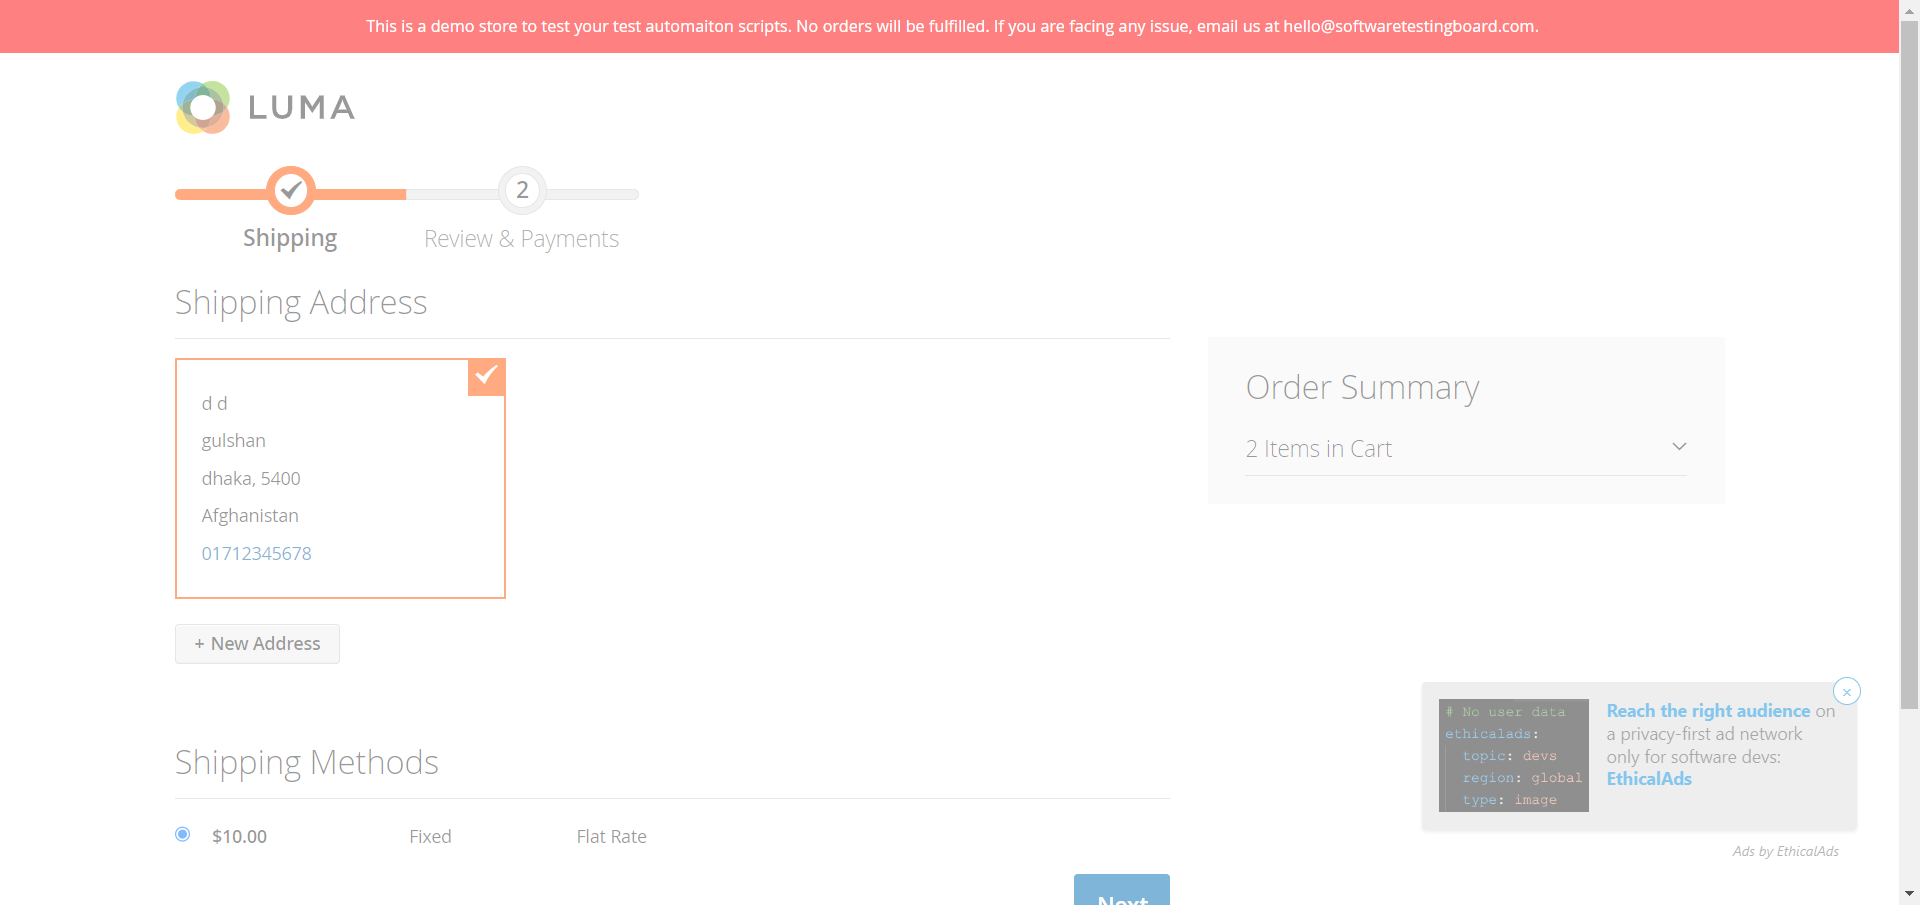 This is a demo store to test your test automaiton scripts. No orders will be fulfilled. If you are facing any issue, email us at hello@softwaretestingboard.com.
LUMA
2
Shipping
Review & Payments
Shipping Address
d d
gulshan
dhaka, 5400
Afghanistan
01712345678
+ New Address
Order Summary
2 Items in Cart
Shipping Methods
$10.00 Fixed Flat Rate
Next
# No user data
ethicalads:
topic: devs
region: global
type: image
Reach the right audience on
a privacy-first ad network
only for software devs:
EthicalAds
Ads by EthicalAds